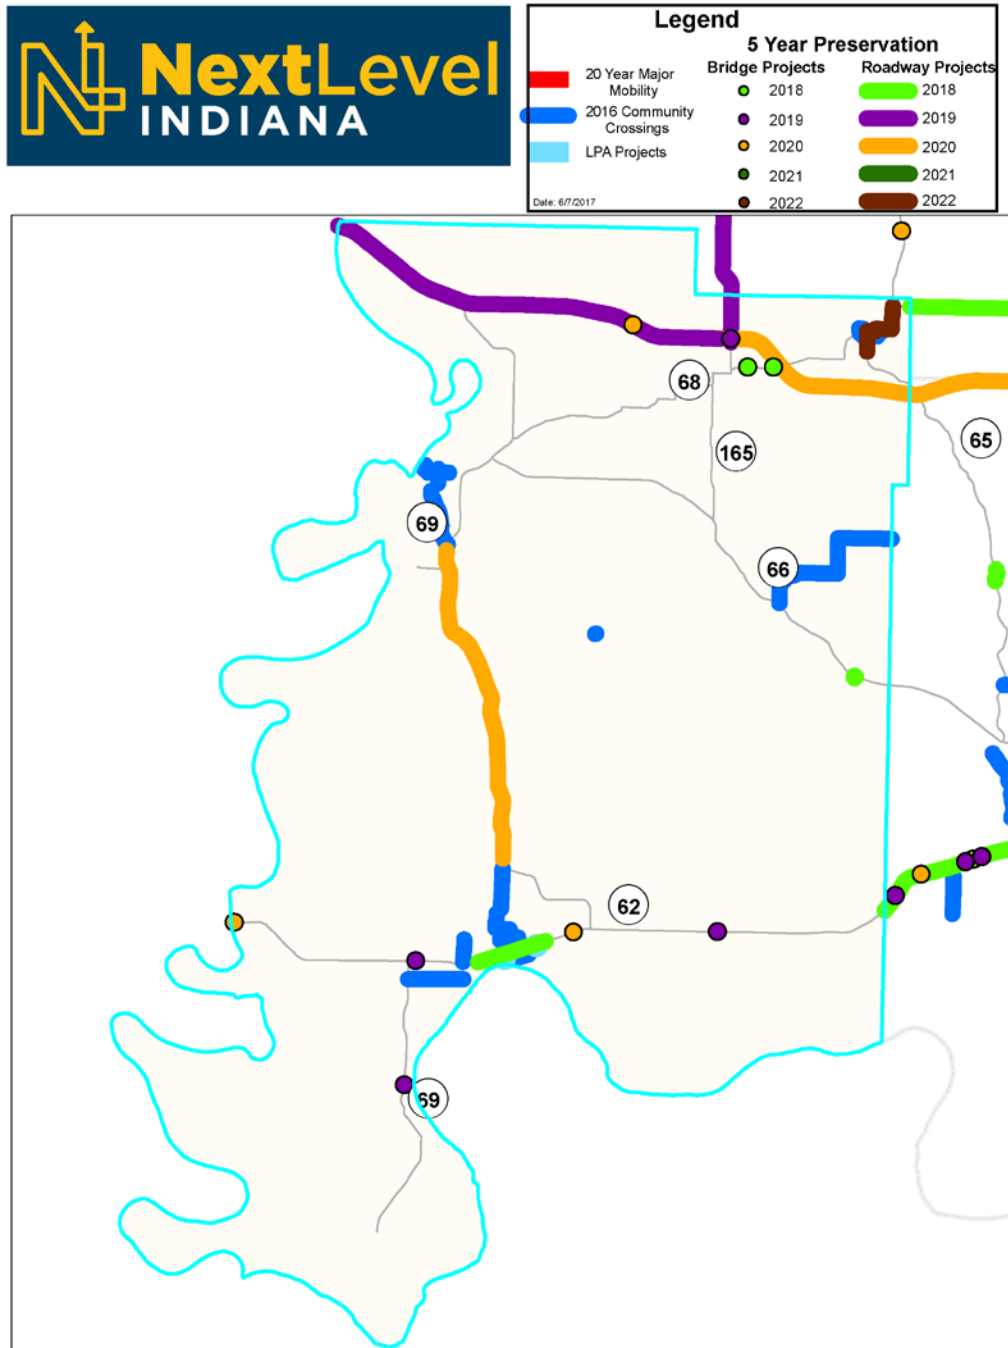 NextLevel
INDIANA
Legend
5 Year Preservation
Bridge Projects
Roadway Projects
20 Year Major
Mobility
2016 Community
Crossings
LPA Projects
2018
2019
2020
2021
2022
2018
2019
2020
2021
2022
Date: 6/7/2017
68
165
65
69
66
62
69